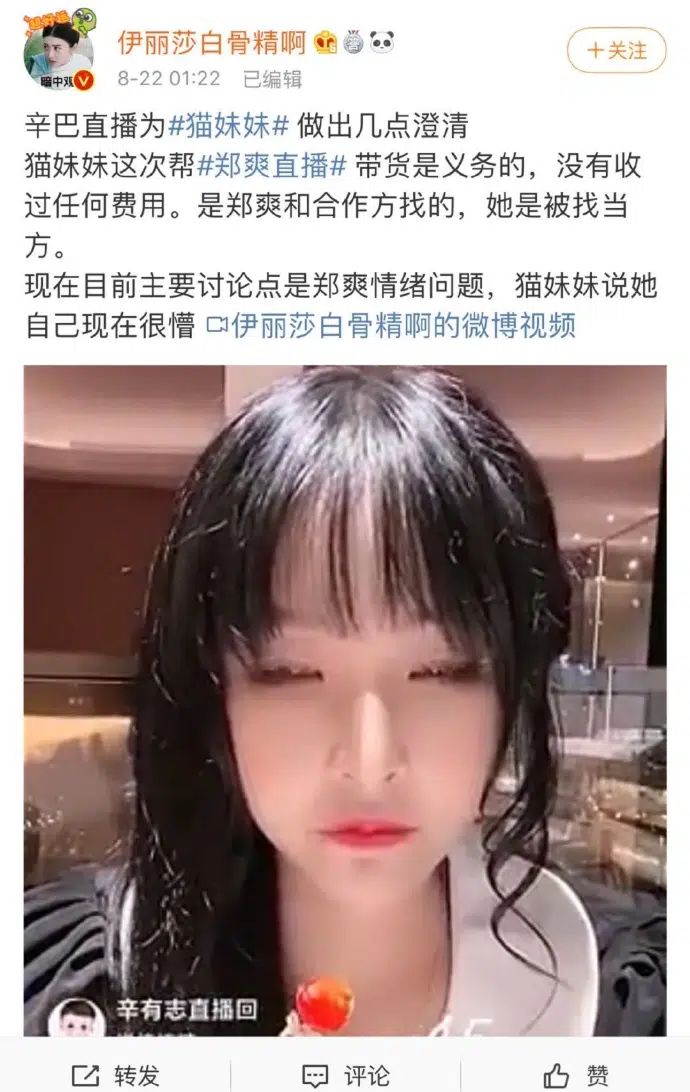 伊丽莎白骨精啊
+关注
8-22 01:22 已编辑
辛巴直播为#猫妹妹# 做出几点澄清
猫妹妹这次帮#郑爽直播# 带货是义务的，没有收
过任何费用。是郑爽和合作方找的，她是被找当
方。
现在目前主要讨论点是郑爽情绪问题，猫妹妹说她
自己现在很懵 伊丽莎白骨精啊的微博视频
辛有志直播回
转发
评论
赞